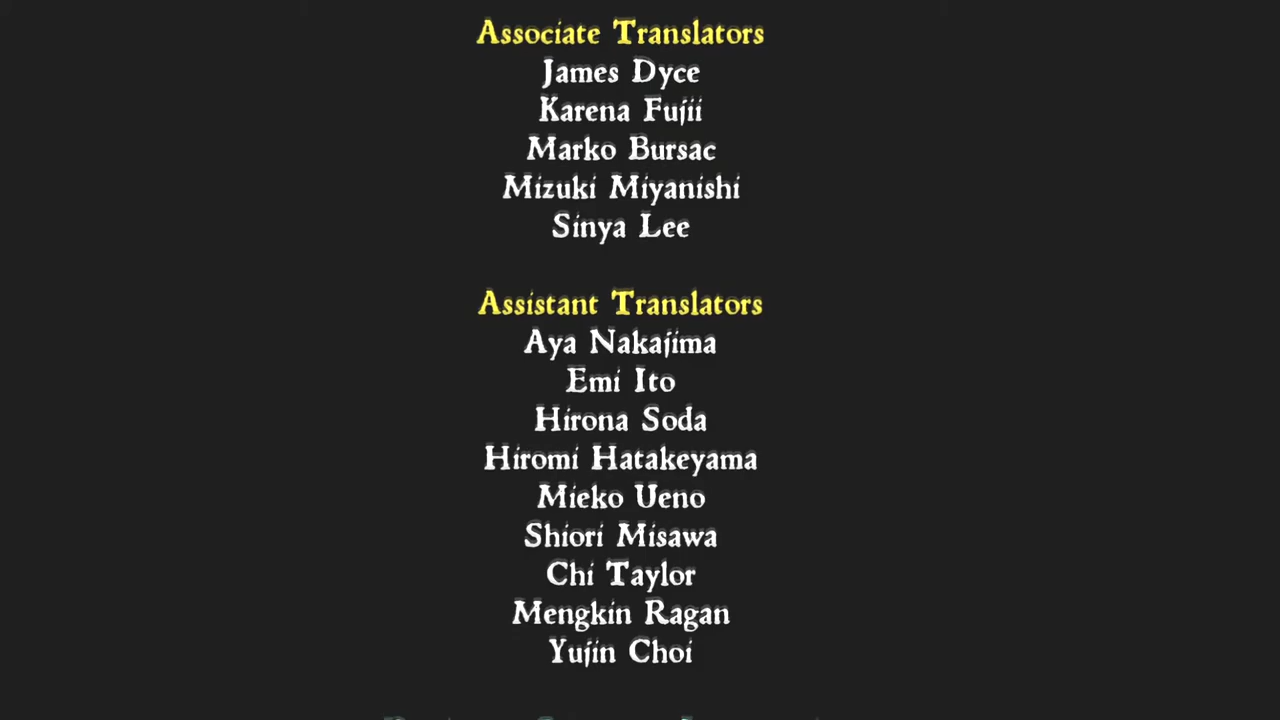 Associate Translators
James Dyce
Karena Fujii
Marko Bursac
Mizuki Miyanishi
Sinya Lee
Assistant Translators
Aya Nakajima
Emi Ito
Hirona Soda
Hiromi Hatakeyama
Mieko Ueno
Shiori Misawa
Chi Taylor
Mengkin Ragan
Yujin Choi